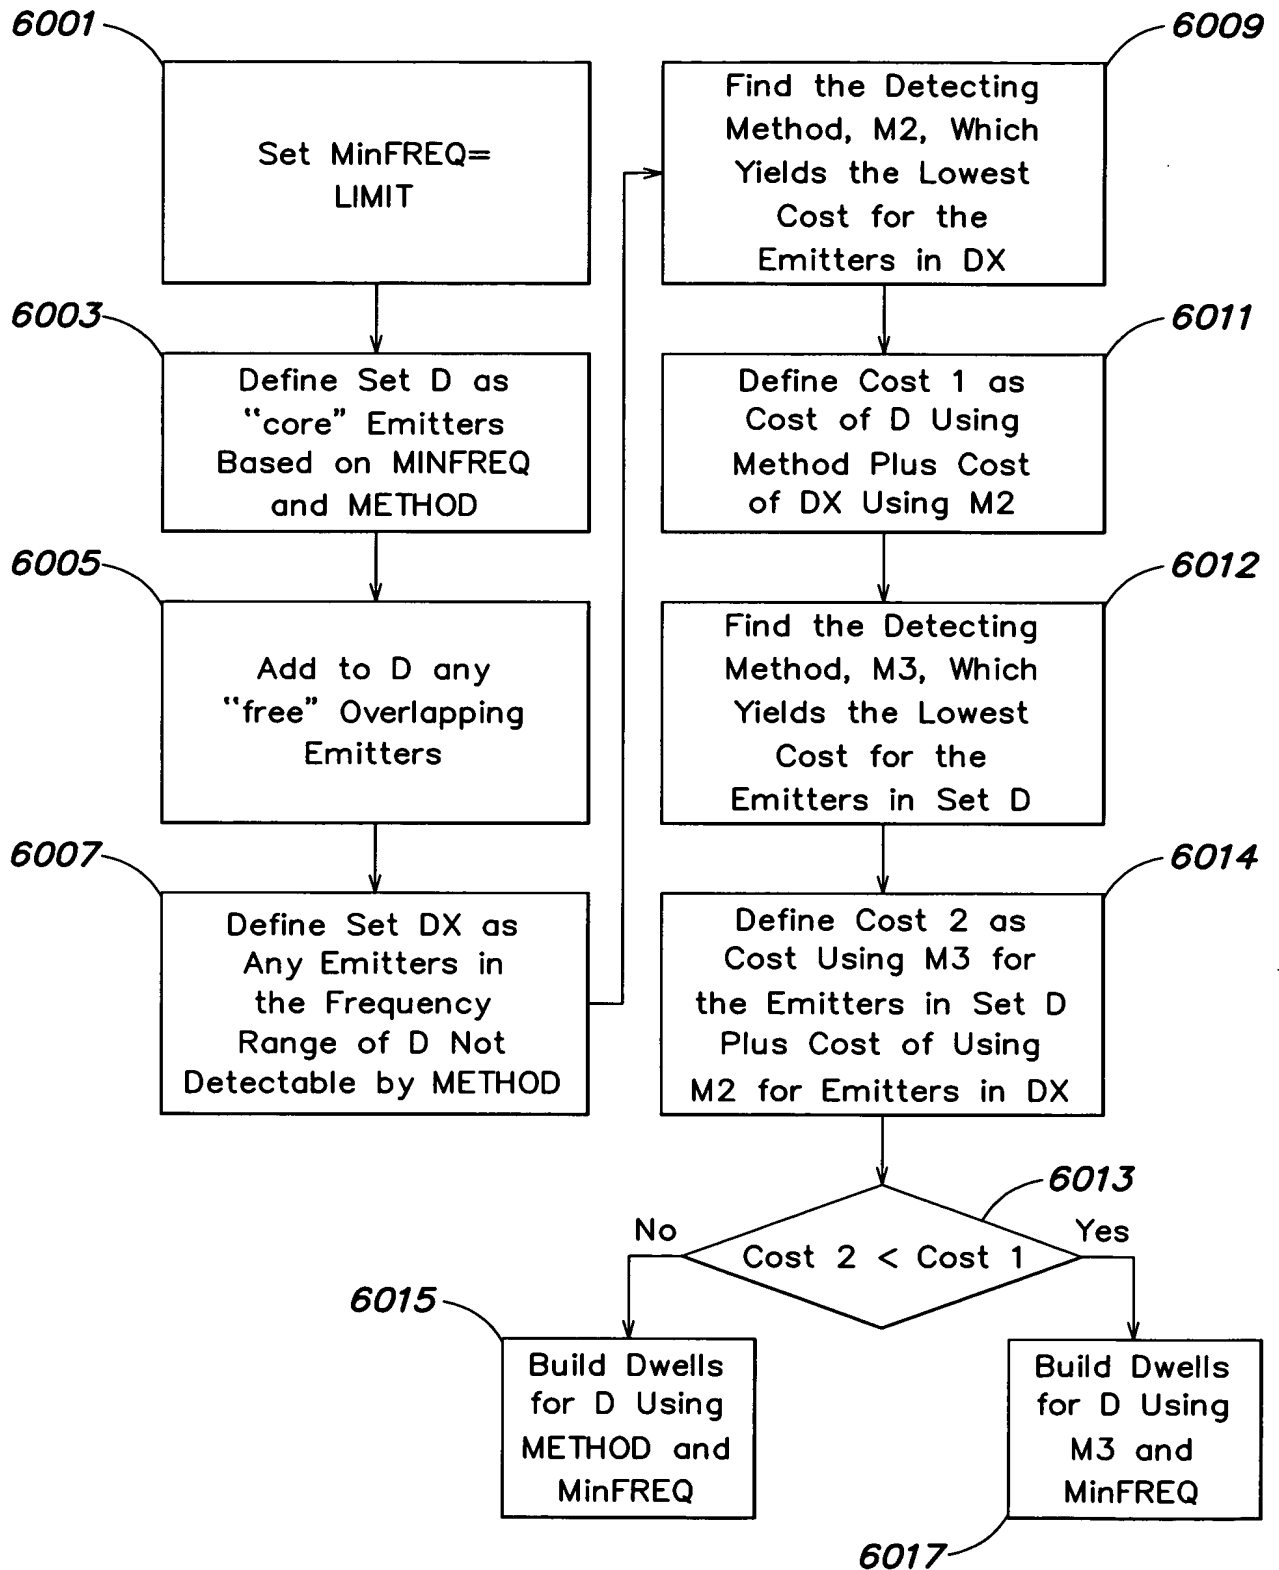 6001
Set MinFREQ=
LIMIT
6003
Define Set D as
“core” Emitters
Based on MINFREQ
and METHOD
6005
Add to D any
“free” Overlapping
Emitters
6007
Define Set DX as
Any Emitters in
the Frequency
Range of D Not
Detectable by METHOD
6009
Find the Detecting
Method, M2, Which
Yields the Lowest
Cost for the
Emitters in DX
6011
Define Cost 1 as
Cost of D Using
Method Plus Cost
of DX Using M2
6012
Find the Detecting
Method, M3, Which
Yields the Lowest
Cost for the
Emitters in Set D
6014
Define Cost 2 as
Cost Using M3 for
the Emitters in Set D
Plus Cost of Using
M2 for Emitters in DX
6013
No
Yes
Cost 2 < Cost 1
6015
Build Dwells
for D Using
METHOD and
MinFREQ
Build Dwells
for D Using
M3 and
MinFREQ
6017